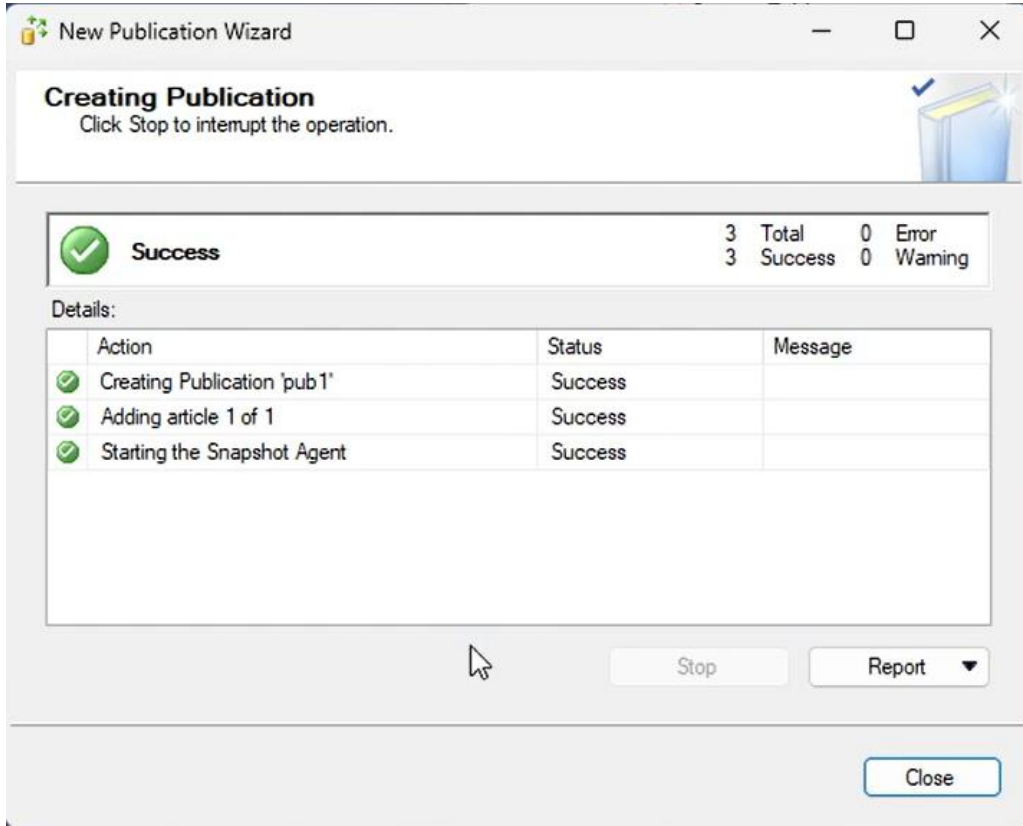 New Publication Wizard
Creating Publication
Click Stop to interrupt the operation.
Success
3 Total 0 Error
3 Success 0 Warning
Details:
Action Status Message
Creating Publication 'pub1' Success
Adding article 1 of 1 Success
Starting the Snapshot Agent Success
Stop Report
Close